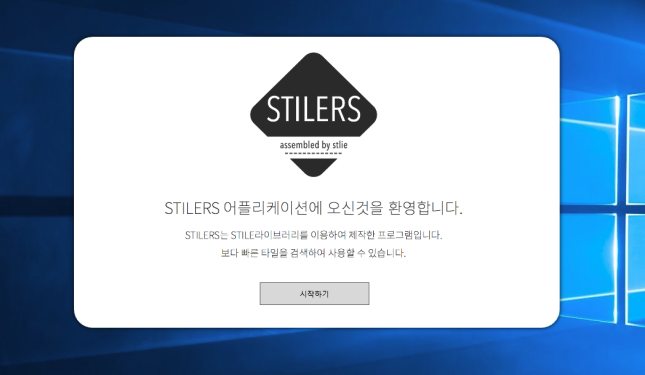 STILERS
assembled by stlie
STILERS 어플리케이션에 오신것을 환영합니다.
STILERS는 STILE라이브러리를 이용하여 제작한 프로그램입니다.
보다 빠른 타일을 검색하여 사용할 수 있습니다.
시작하기